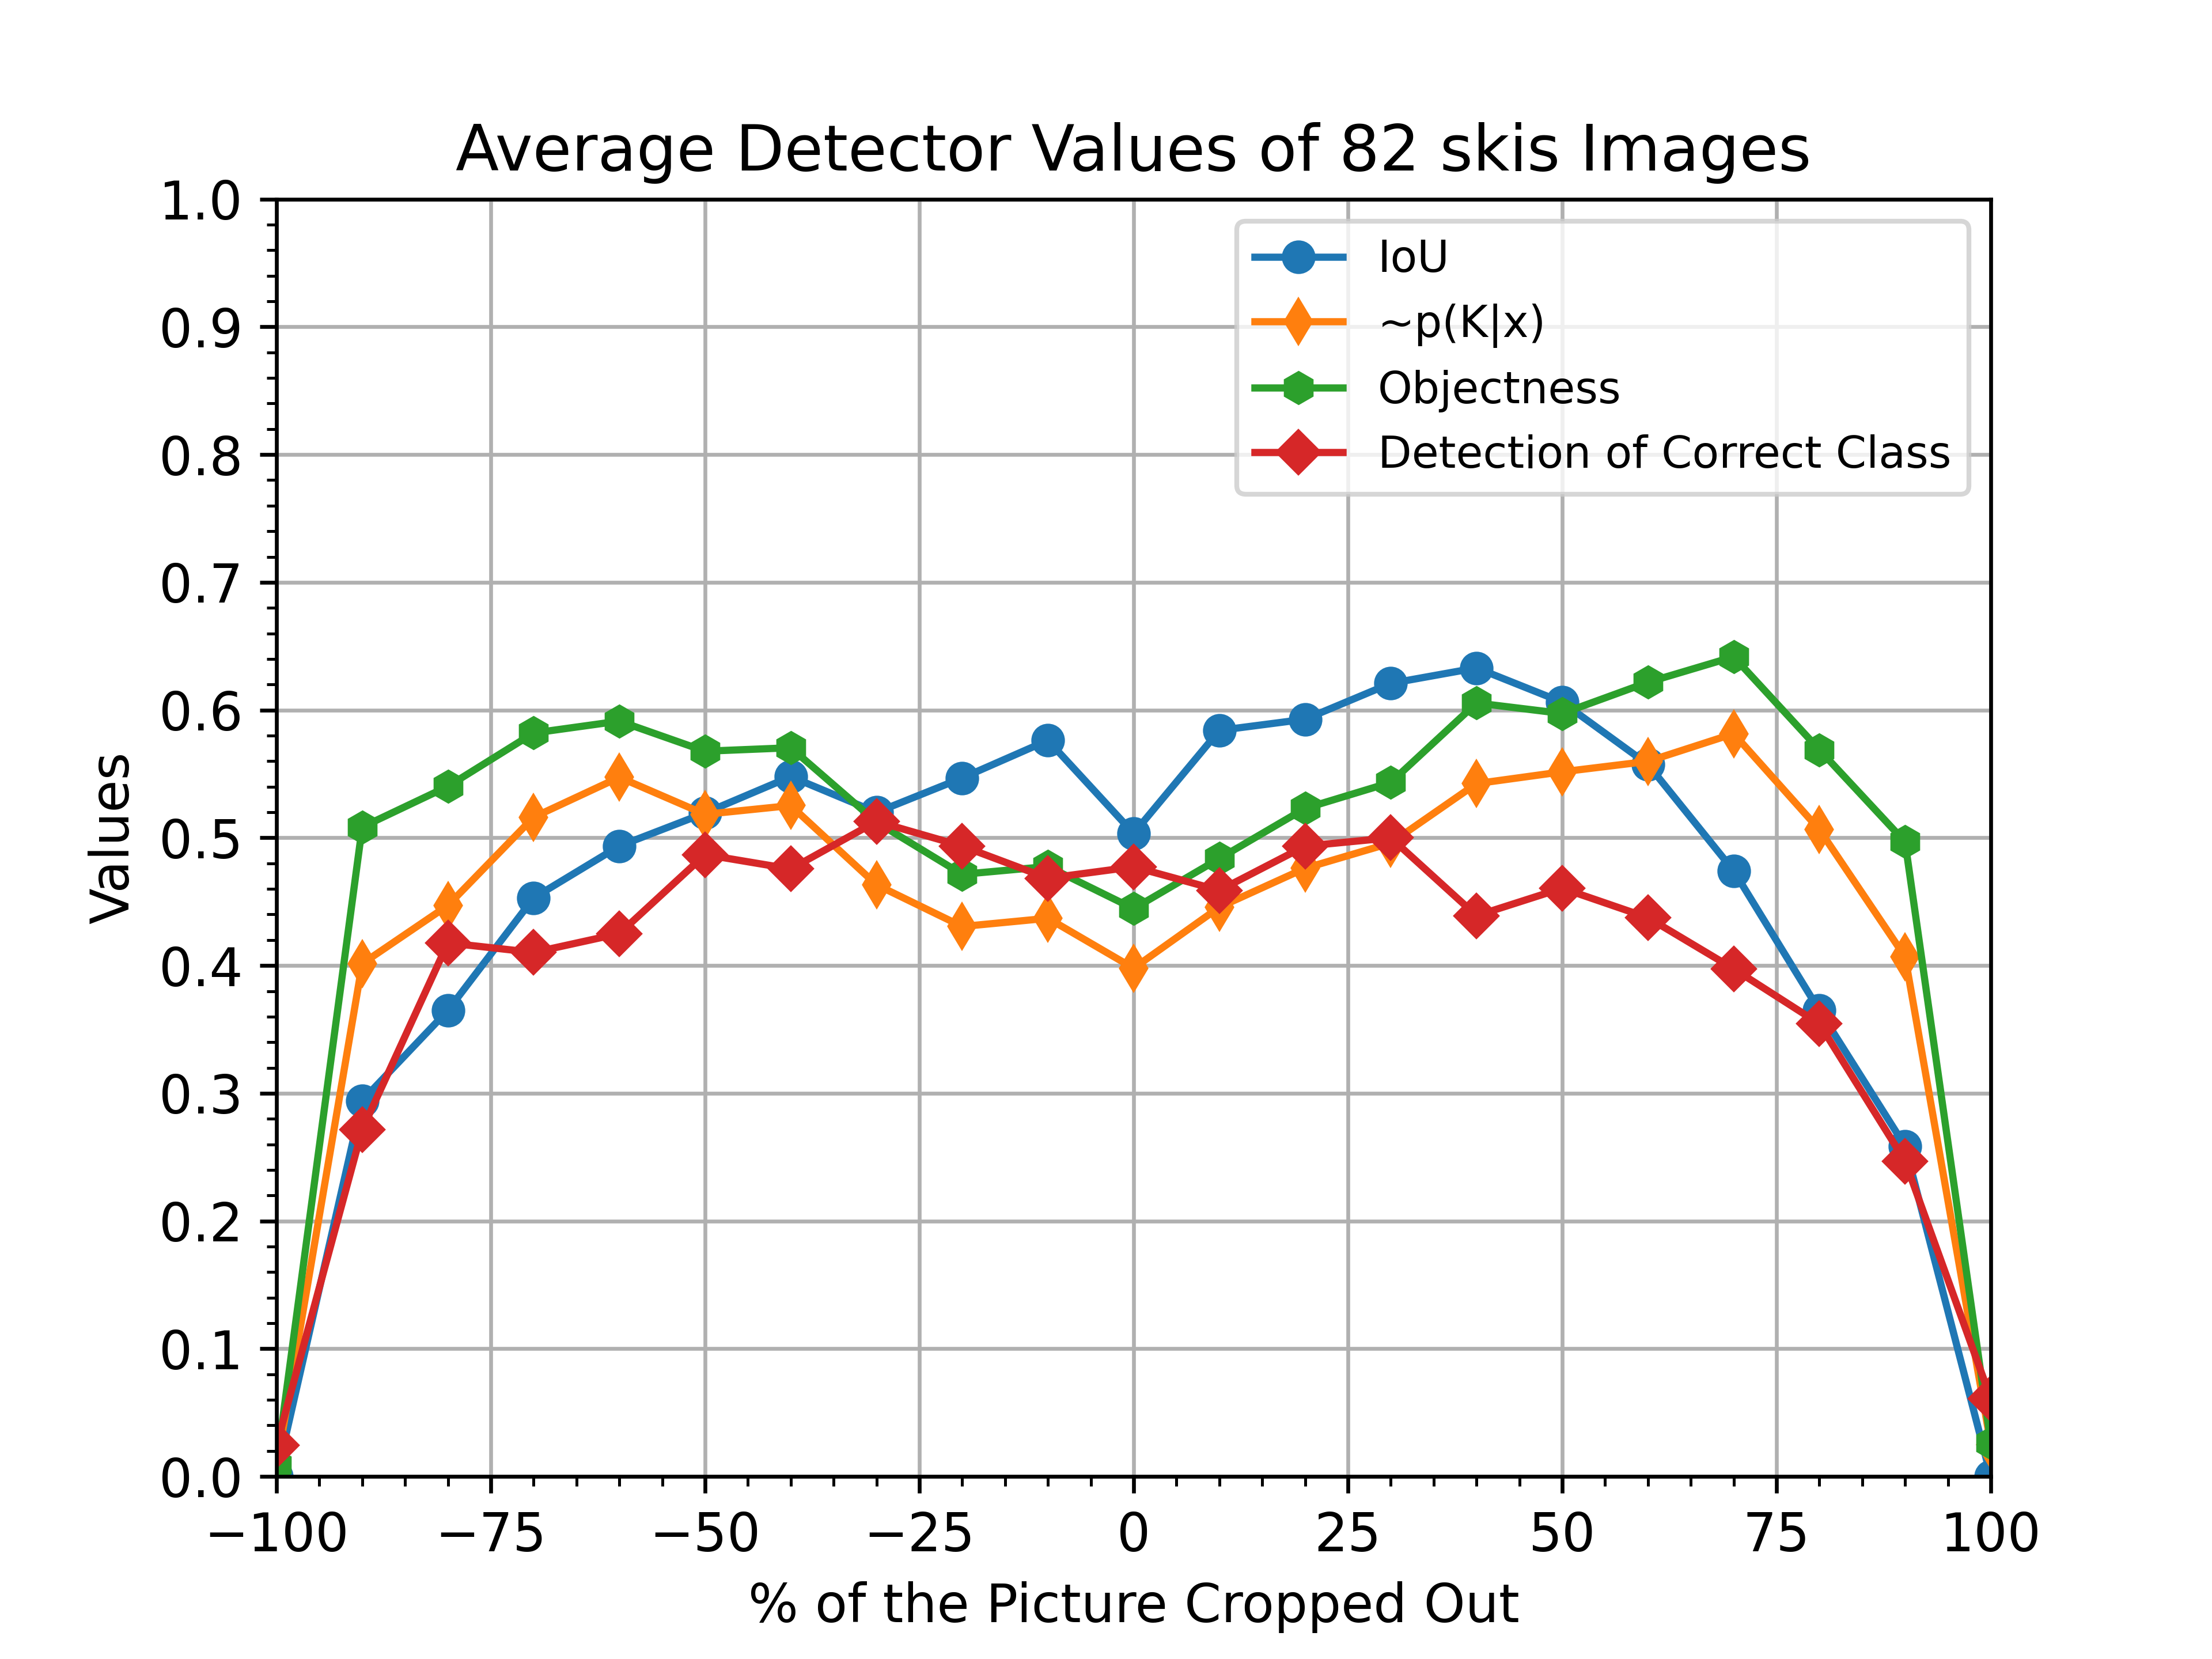 Average Detector Values of 82 skis Images
1.0
0.9
0.8
0.7
0.6
0.5
0.4
0.3
0.2
0.1
0.0
Values
IoU
~p(K|x)
Objectness
Detection of Correct Class
−100 −75 −50 −25 0 25 50 75 100
% of the Picture Cropped Out